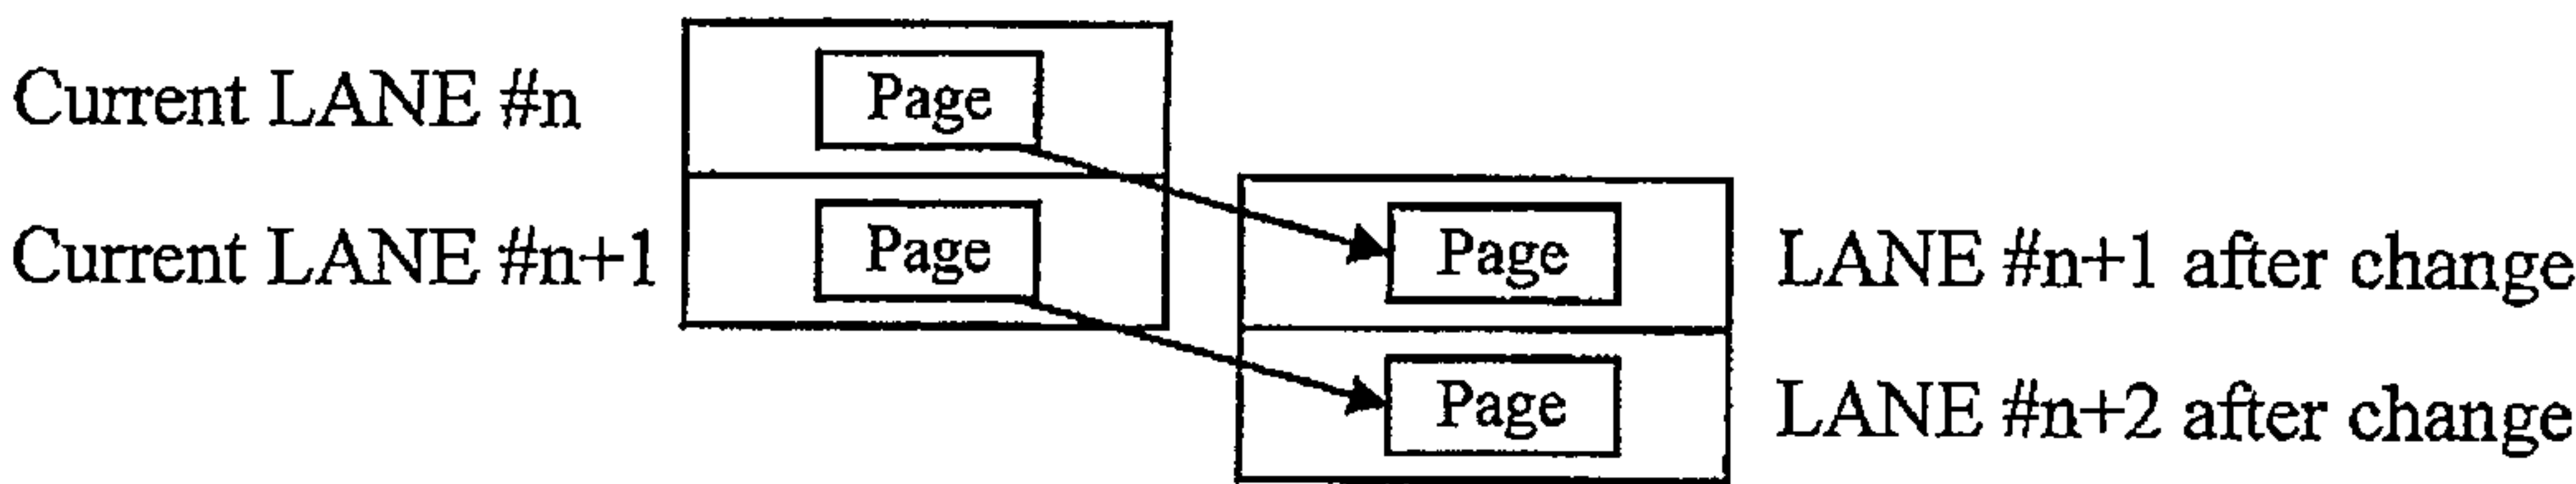 Current LANE #n
Page
Current LANE #n+1
Page
Page
LANE #n+1 after change
Page
LANE #n+2 after change